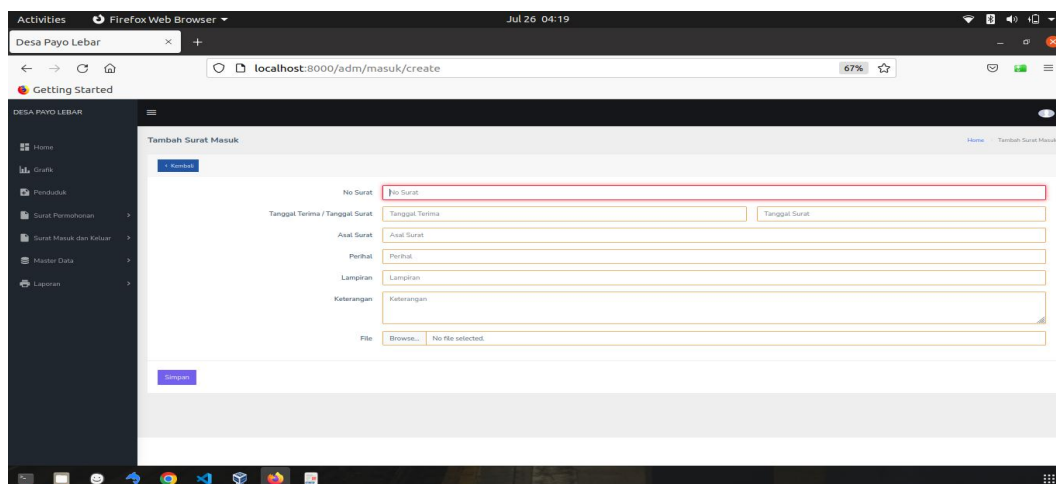 Activities Firefox Web Browser Jul 26 04:19
Desa Payo Lebar
localhost:8000/adm/masuk/create 67%
Getting Started
DESA PAYO LEBAR
Tambah Surat Masuk Home Tambah Surat Masuk
Home
< Kembali
Grafik
Penduduk
No Surat No Surat
Surat Permohonan
Tanggal Terima / Tanggal Surat Tanggal Terima Tanggal Surat
Surat Masuk dan Keluar
Asal Surat Asal Surat
Master Data
Perihal Perihal
Laporan
Lampiran Lampiran
Keterangan Keterangan
File Browse... No file selected.
Simpan